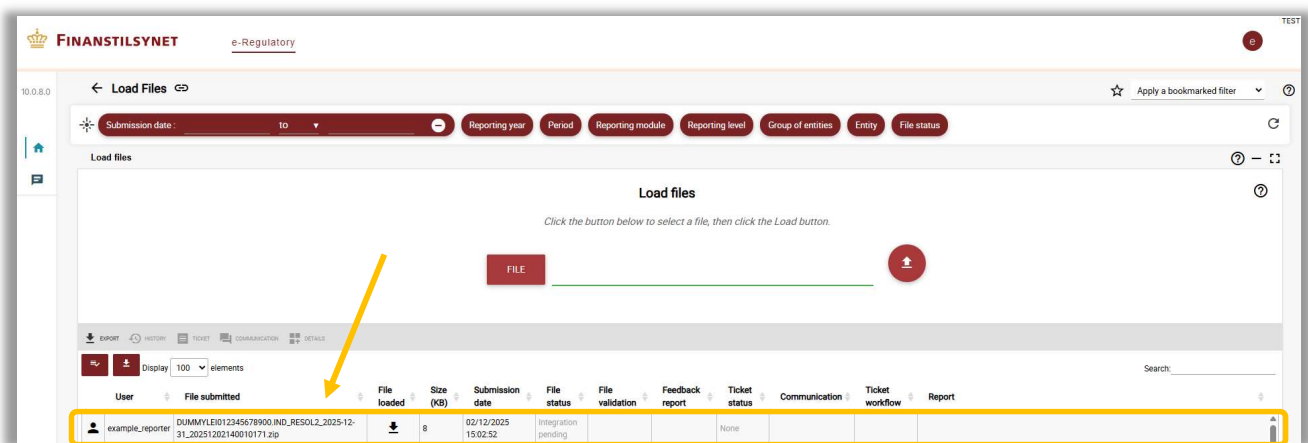 TEST
FINANSTILSYNET e-Regulatory e
10.0.8.0 Load Files Apply a bookmarked filter
Submission date : to Reporting year Period Reporting module Reporting level Group of entities Entity File status
Load files
Load files
Click the button below to select a file, then click the Load button.
FILE
EXPORT HISTORY TICKET COMMUNICATION DETAILS
Display 100 elements Search:
User File submitted File loaded Size (KB) Submission date File status File validation Feedback report Ticket status Communication Ticket workflow Report
example_reporter DUMMYLEI012345678900.IND_RESOL2_2025-12-31_20251202140010171.zip 8 02/12/2025 15:02:52 Integration pending None